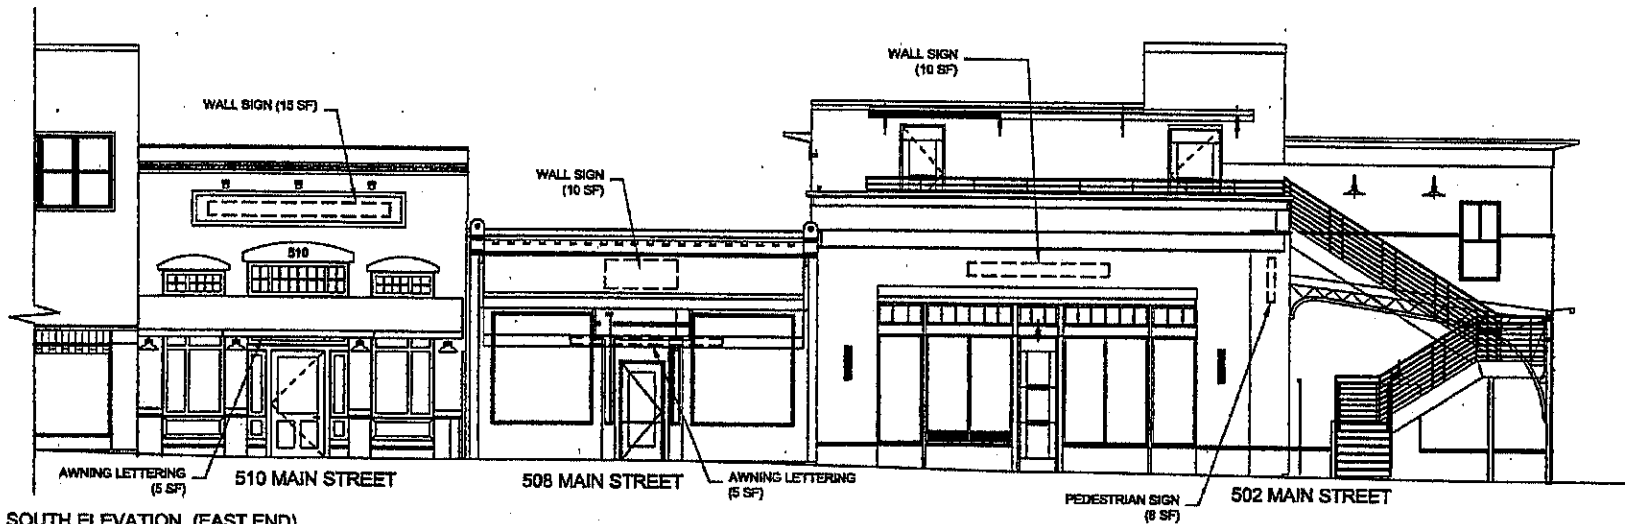 WALL SIGN
(10 SF)
WALL SIGN (15 SF)
WALL SIGN
(10 SF)
510
AWNING LETTERING
(5 SF)
510 MAIN STREET
508 MAIN STREET
AWNING LETTERING
(5 SF)
PEDESTRIAN SIGN
(8 SF)
502 MAIN STREET
SOUTH ELEVATION (EAST END)